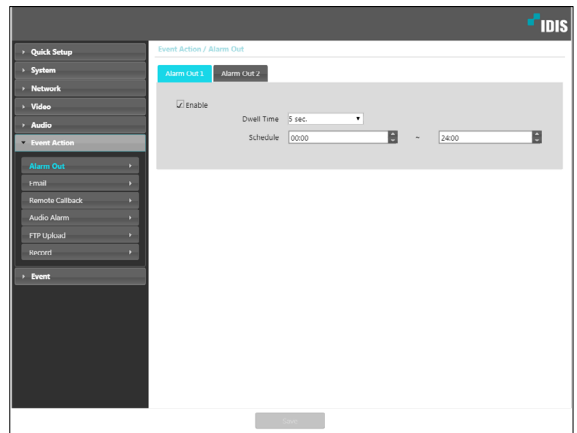 IDIS
Quick Setup
System
Network
Video
Audio
Event Action
Alarm Out
Email
Remote Callback
Audio Alarm
FTP Upload
Record
Event
Event Action / Alarm Out
Alarm Out 1 Alarm Out 2
Enable
Dwell Time 5 sec.
Schedule 00:00 ~ 24:00
Save